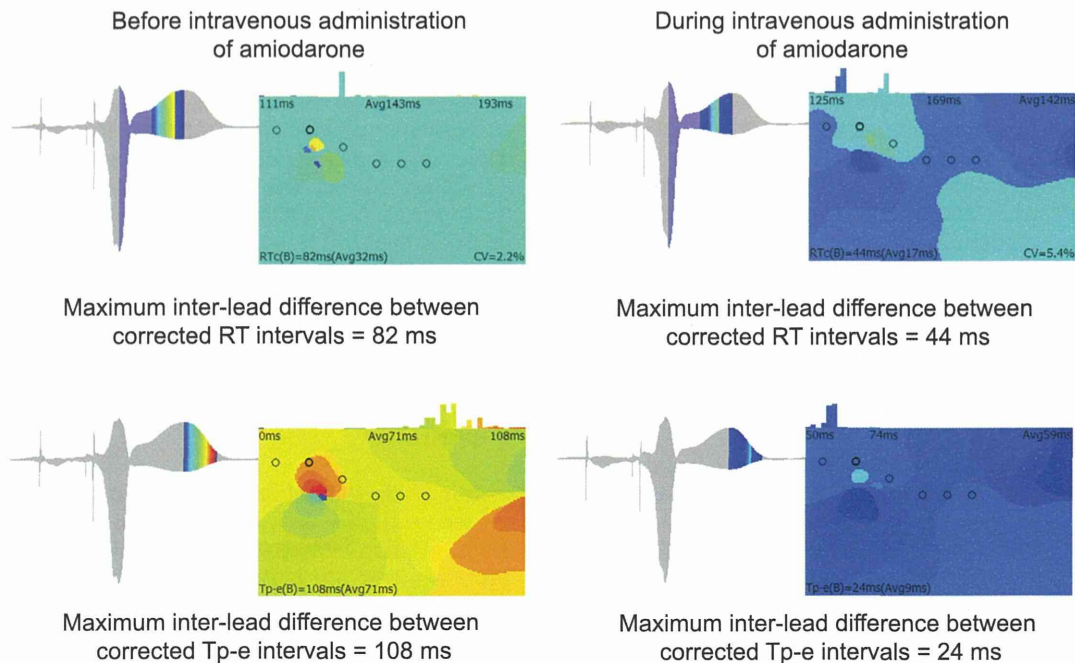 Before intravenous administration
of amiodarone
During intravenous administration
of amiodarone
111ms Avg143ms 193ms
RTc(B)=82ms(Avg32ms) CV=2.2%
125ms 169ms Avg142ms
RTc(B)=44ms(Avg17ms) CV=5.4%
Maximum inter-lead difference between
corrected RT intervals = 82 ms
Maximum inter-lead difference between
corrected RT intervals = 44 ms
0ms Avg71ms 108ms
Tp-e(B)=108ms(Avg71ms)
50ms 74ms Avg59ms
Tp-e(B)=24ms(Avg9ms)
Maximum inter-lead difference between
corrected Tp-e intervals = 108 ms
Maximum inter-lead difference between
corrected Tp-e intervals = 24 ms